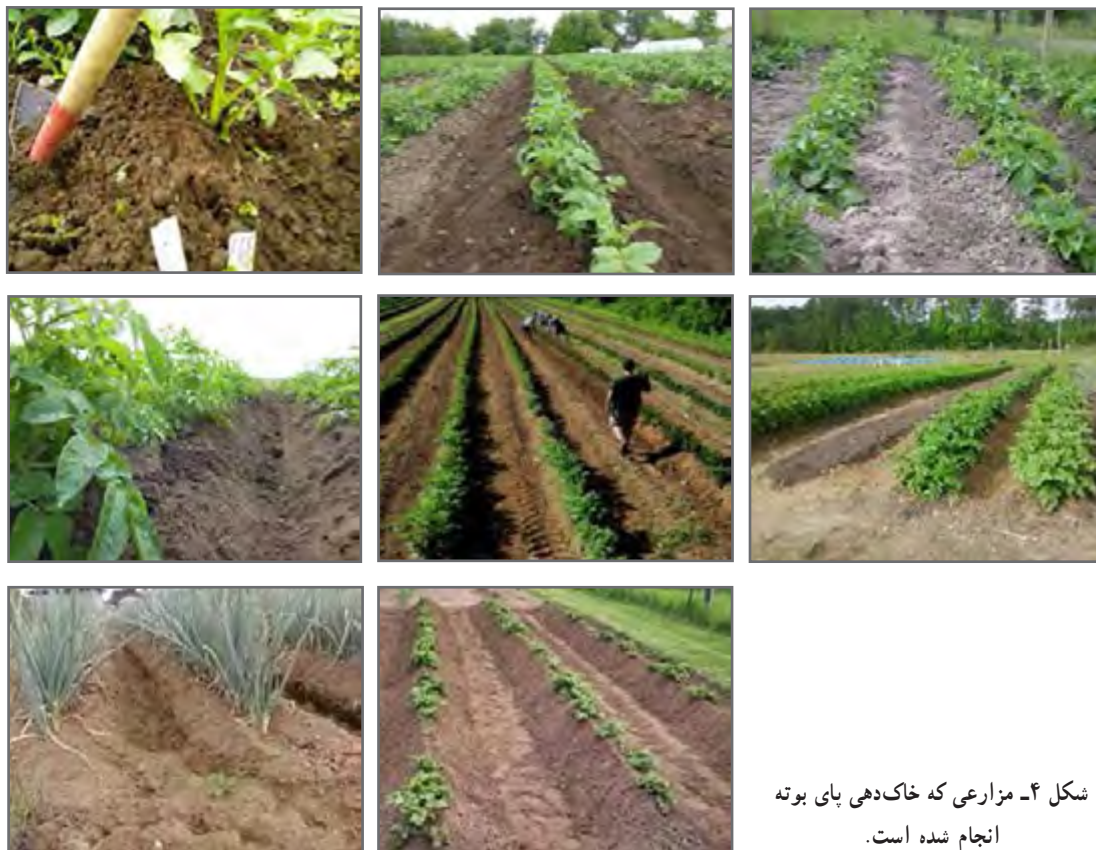 شکل ۴ـ مزارعی که خاک‌دهی پای بوته
انجام شده است.